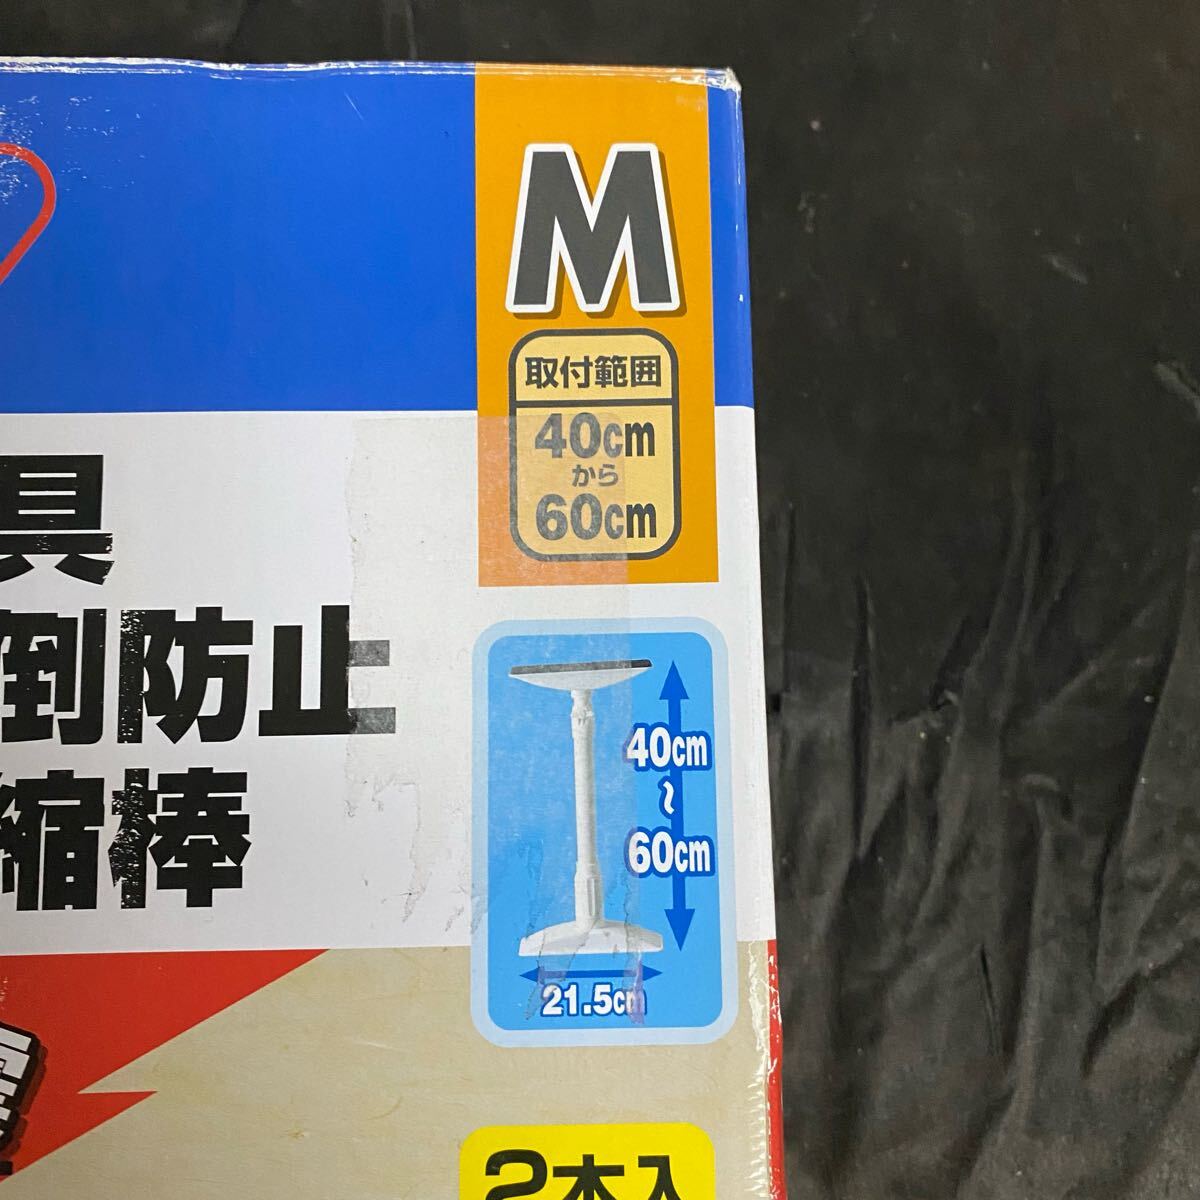 M
取付範囲
40cm
から
60cm
具
倒防止
縮棒
40cm
〜
60cm
21.5cm
2本入